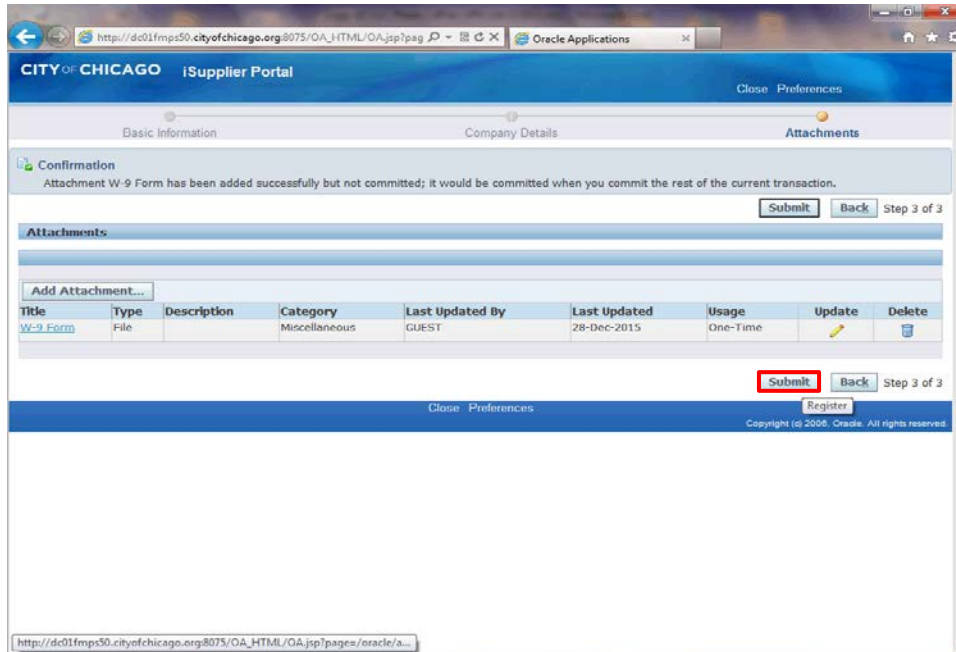 http://dc01fmps50.cityofchicago.org:8075/OA_HTML/OA.jsp?pag Oracle Applications
CITY OF CHICAGO iSupplier Portal
Close Preferences
Basic Information Company Details Attachments
Confirmation
Attachment W-9 Form has been added successfully but not committed; it would be committed when you commit the rest of the current transaction.
Submit Back Step 3 of 3
Attachments
Add Attachment...
Title Type Description Category Last Updated By Last Updated Usage Update Delete
W-9 Form File Miscellaneous GUEST 28-Dec-2015 One-Time
Submit Back Step 3 of 3
Close Preferences Register
Copyright (c) 2006, Oracle. All rights reserved.
http://dc01fmps50.cityofchicago.org:8075/OA_HTML/OA.jsp?page=/oracle/a...